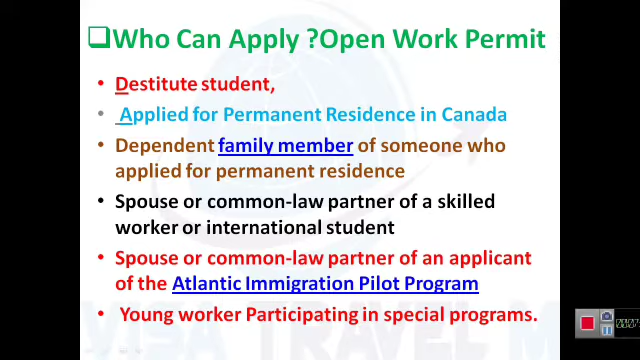 ❑Who Can Apply ?Open Work Permit
• Destitute student,
• Applied for Permanent Residence in Canada
• Dependent family member of someone who
applied for permanent residence
• Spouse or common-law partner of a skilled
worker or international student
• Spouse or common-law partner of an applicant
of the Atlantic Immigration Pilot Program
• Young worker Participating in special programs.